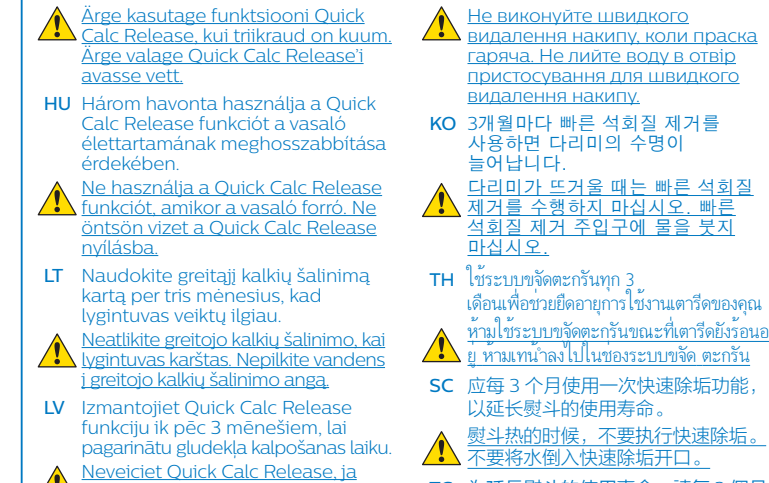 Ärge kasutage funktsiooni Quick
Calc Release, kui triikraud on kuum.
Ärge valage Quick Calc Release'i
avasse vett.
HU Három havonta használja a Quick
Calc Release funkciót a vasaló
élettartamának meghosszabbítása
érdekében.
Ne használja a Quick Calc Release
funkciót, amikor a vasaló forró. Ne
öntsön vizet a Quick Calc Release
nyílásba.
LT Naudokite greitąjį kalkių šalinimą
kartą per tris mėnesius, kad
lygintuvas veiktų ilgiau.
Neatlikite greitojo kalkių šalinimo, kai
lygintuvas karštas. Nepilkite vandens
į greitojo kalkių šalinimo angą.
LV Izmantojiet Quick Calc Release
funkciju ik pēc 3 mēnešiem, lai
pagarinātu gludekļa kalpošanas laiku.
Neveiciet Quick Calc Release, ja
Не виконуйте швидкого
видалення накипу, коли праска
гаряча. Не лийте воду в отвір
пристосування для швидкого
видалення накипу.
KO 3개월마다 빠른 석회질 제거를
사용하면 다리미의 수명이
늘어납니다.
다리미가 뜨거울 때는 빠른 석회질
제거를 수행하지 마십시오. 빠른
석회질 제거 주입구에 물을 붓지
마십시오.
TH ใช้ระบบขจัดตะกรันทุก 3
เดือนเพื่อช่วยยืดอายุการใช้งานเตารีดของคุณ
ห้ามใช้ระบบขจัดตะกรันขณะที่เตารีดยังร้อนอ
ยู่ ห้ามเทน้ำลงไปในช่องระบบขจัด ตะกรัน
SC 应每 3 个月使用一次快速除垢功能，
以延长熨斗的使用寿命。
熨斗热的时候，不要执行快速除垢。
不要将水倒入快速除垢开口。